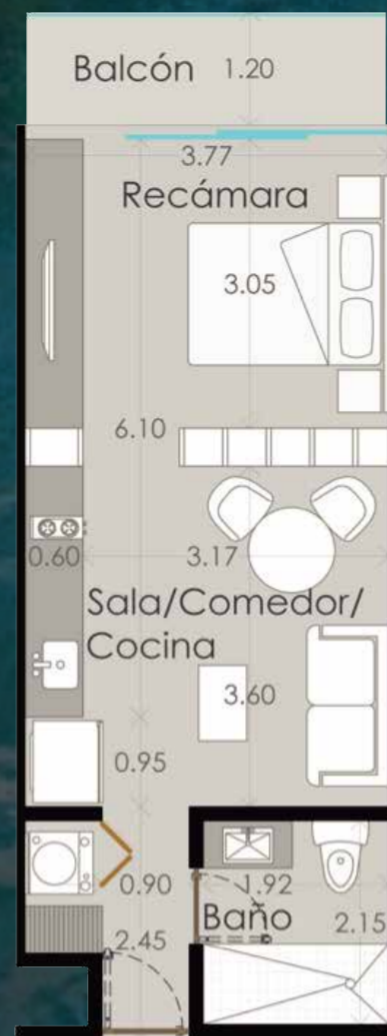 Balcón 1.20
3.77
Recámara
3.05
6.10
0.60 3.17
Sala/Comedor/
Cocina
3.60
0.95
0.90 1.92
Baño 2.15
2.45